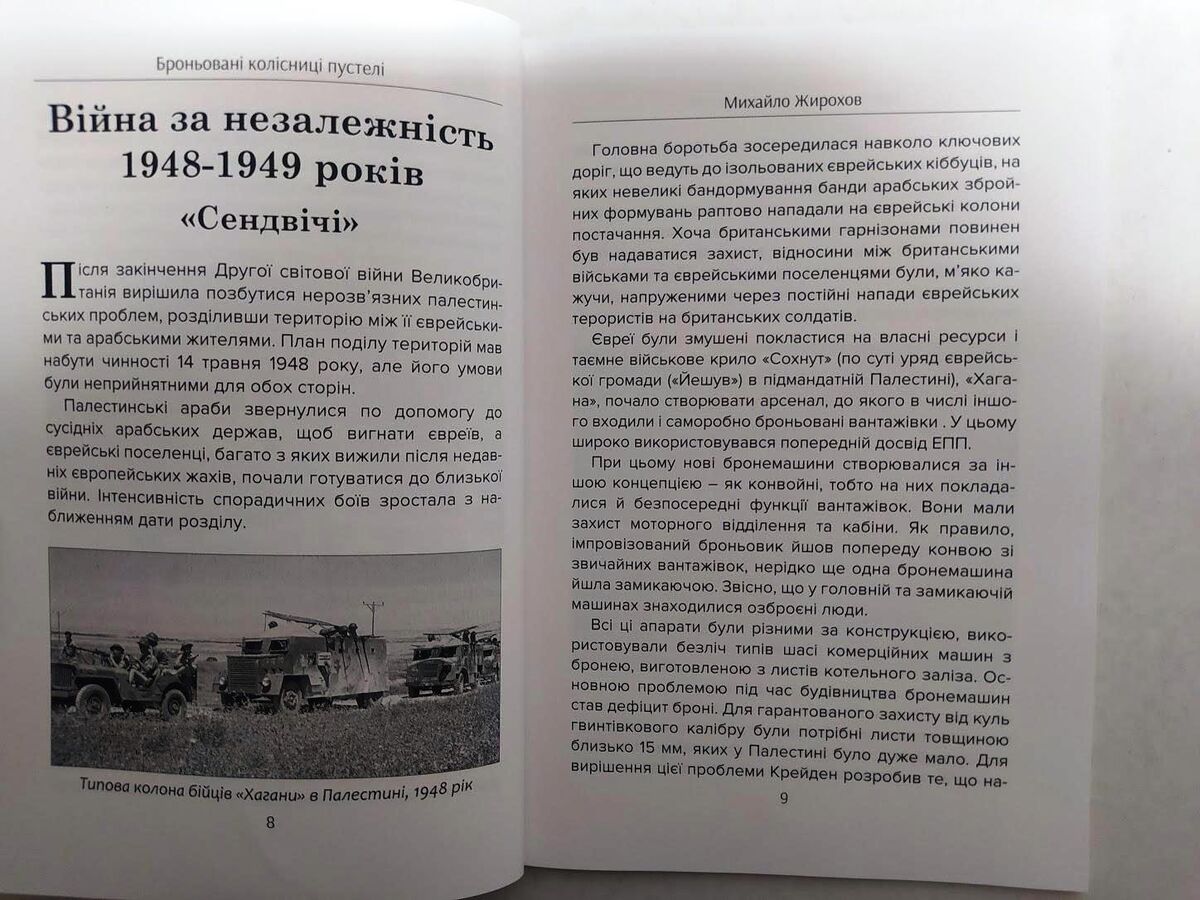 Броньовані колісниці пустелі
Війна за незалежність
1948-1949 років
«Сендвічі»
Після закінчення Другої світової війни Великобри-
танія вирішила позбутися нерозв'язних палестин-
ських проблем, розділивши територію між її єврейськи-
ми та арабськими жителями. План поділу територій мав
набути чинності 14 травня 1948 року, але його умови
були неприйнятними для обох сторін.
Палестинські араби звернулися по допомогу до
сусідніх арабських держав, щоб вигнати євреїв, а
єврейські поселенці, багато з яких вижили після недав-
ніх європейських жахів, почали готуватися до близької
війни. Інтенсивність спорадичних боїв зростала з на-
ближенням дати розділу.
Типова колона бійців «Хагани» в Палестині, 1948 рік
8
Михайло Жирохов
Головна боротьба зосередилася навколо ключових
доріг, що ведуть до ізольованих єврейських кіббуців, на
яких невеликі бандормування банди арабських зброй-
них формувань раптово нападали на єврейські колони
постачання. Хоча британськими гарнізонами повинен
був надаватися захист, відносини між британськими
військами та єврейськими поселенцями були, м'яко ка-
жучи, напруженими через постійні напади єврейських
терористів на британських солдатів.
Євреї були змушені покластися на власні ресурси і
таємне військове крило «Сохнут» (по суті уряд єврейсь-
кої громади («Йешув») в підмандатній Палестині), «Хага-
на», почало створювати арсенал, до якого в числі іншо-
го входили і саморобно броньовані вантажівки . У цьому
широко використовувався попередній досвід ЕПП.
При цьому нові бронемашини створювалися за ін-
шою концепцією – як конвойні, тобто на них поклада-
лися й безпосередні функції вантажівок. Вони мали
захист моторного відділення та кабіни. Як правило,
імпровізований броньовик йшов попереду конвою зі
звичайних вантажівок, нерідко ще одна бронемашина
йшла замикаючою. Звісно, що у головній та замикаючій
машинах знаходилися озброєні люди.
Всі ці апарати були різними за конструкцією, вико-
ристовували безліч типів шасі комерційних машин з
бронею, виготовленою з листів котельного заліза. Ос-
новною проблемою під час будівництва бронемашин
став дефіцит броні. Для гарантованого захисту від куль
гвинтівкового калібру були потрібні листи товщиною
близько 15 мм, яких у Палестині було дуже мало. Для
вирішення цієї проблеми Крейден розробив те, що на-
9